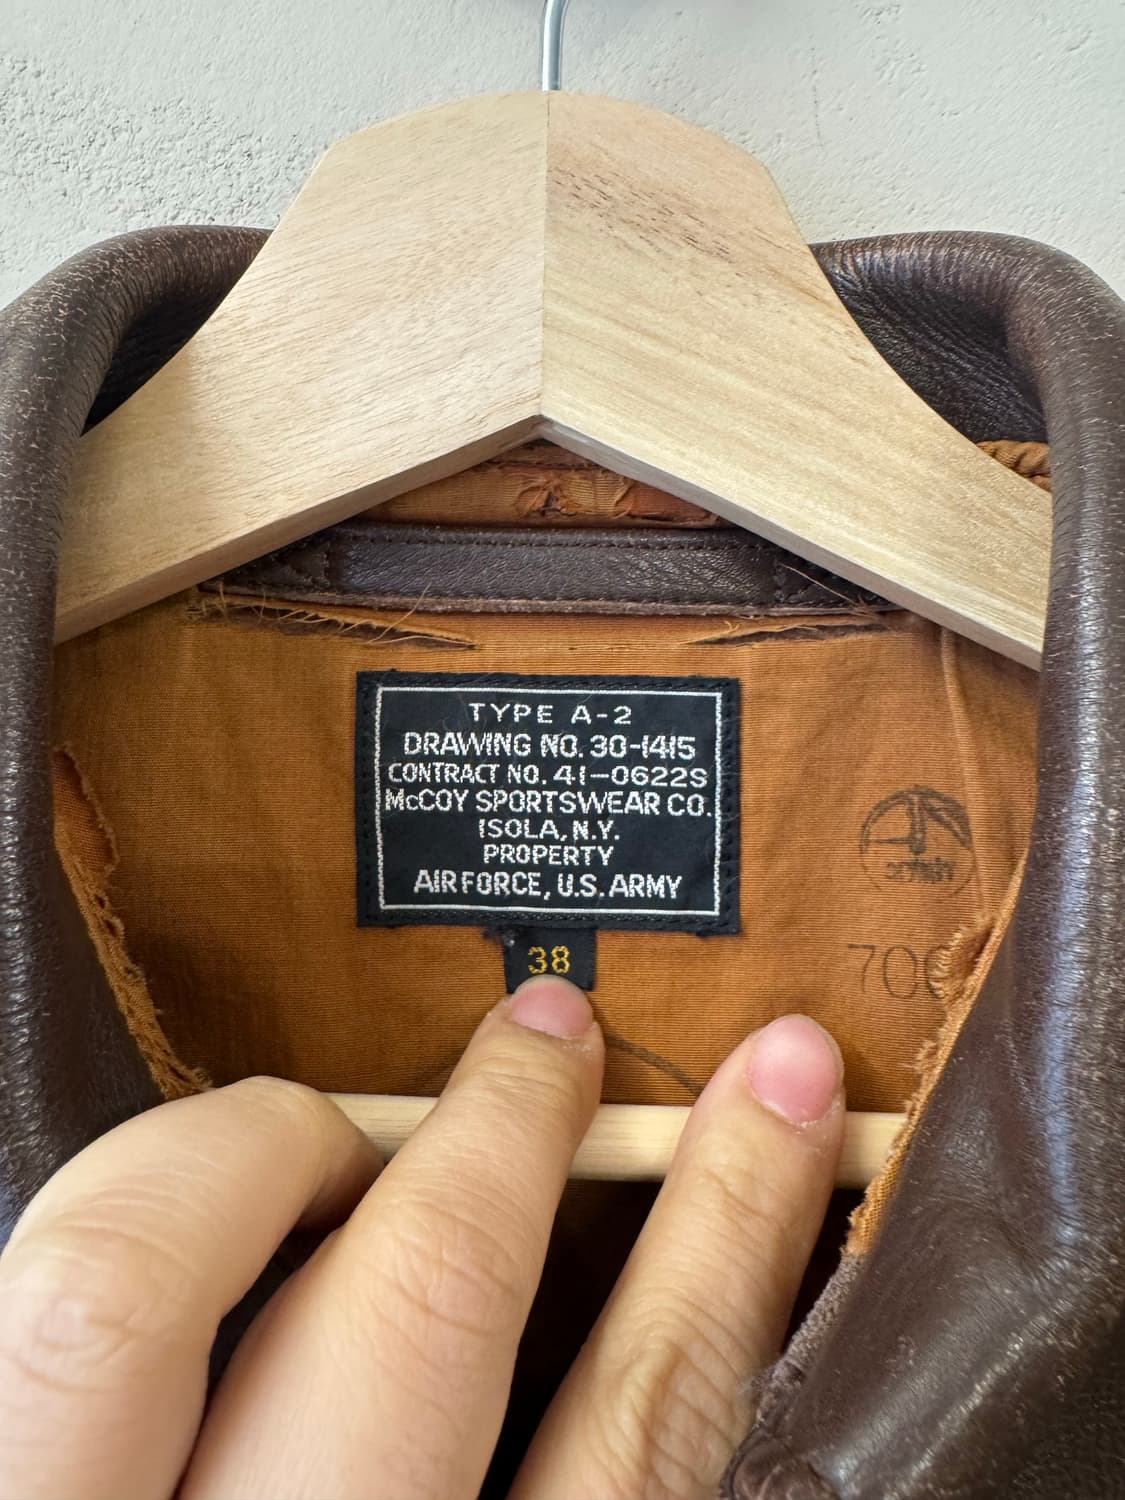 TYPE A-2
DRAWING NO. 30-1415
CONTRACT NO. 41-0622S
McCOY SPORTSWEAR CO.
ISOLA, N.Y.
PROPERTY
AIR FORCE, U.S. ARMY
38